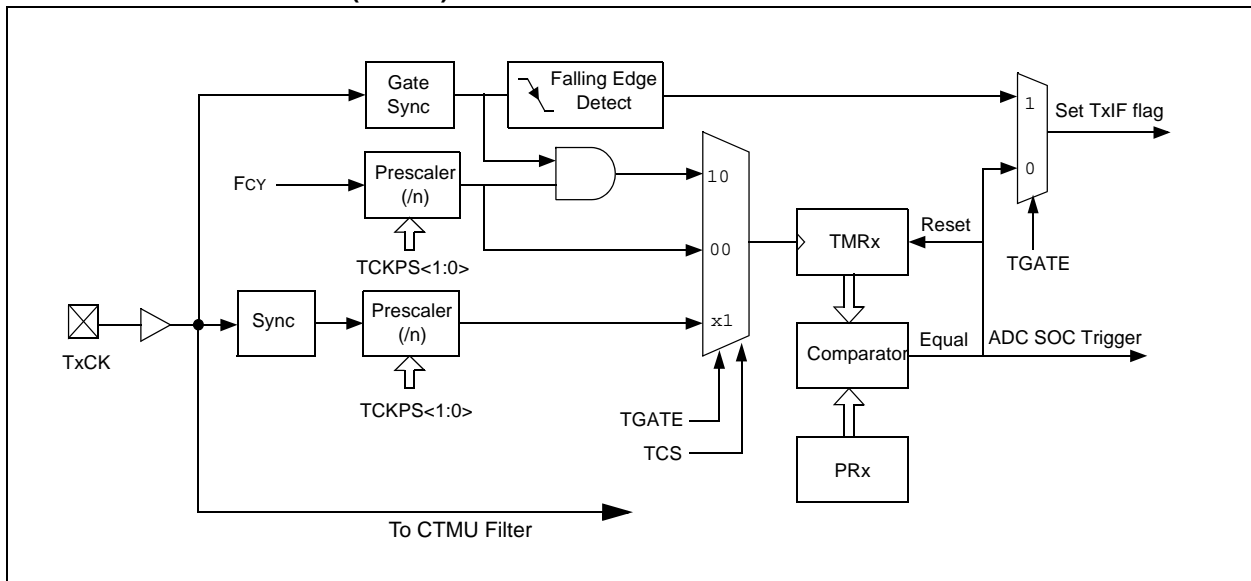 Gate
Sync
Falling Edge
Detect
1
Set TxIF flag
0
FCY
Prescaler
(/n)
10
TCKPS<1:0>
00
TMRx
Reset
TGATE
TxCK
Sync
Prescaler
(/n)
x1
Comparator
Equal
ADC SOC Trigger
TCKPS<1:0>
TGATE
TCS
PRx
To CTMU Filter